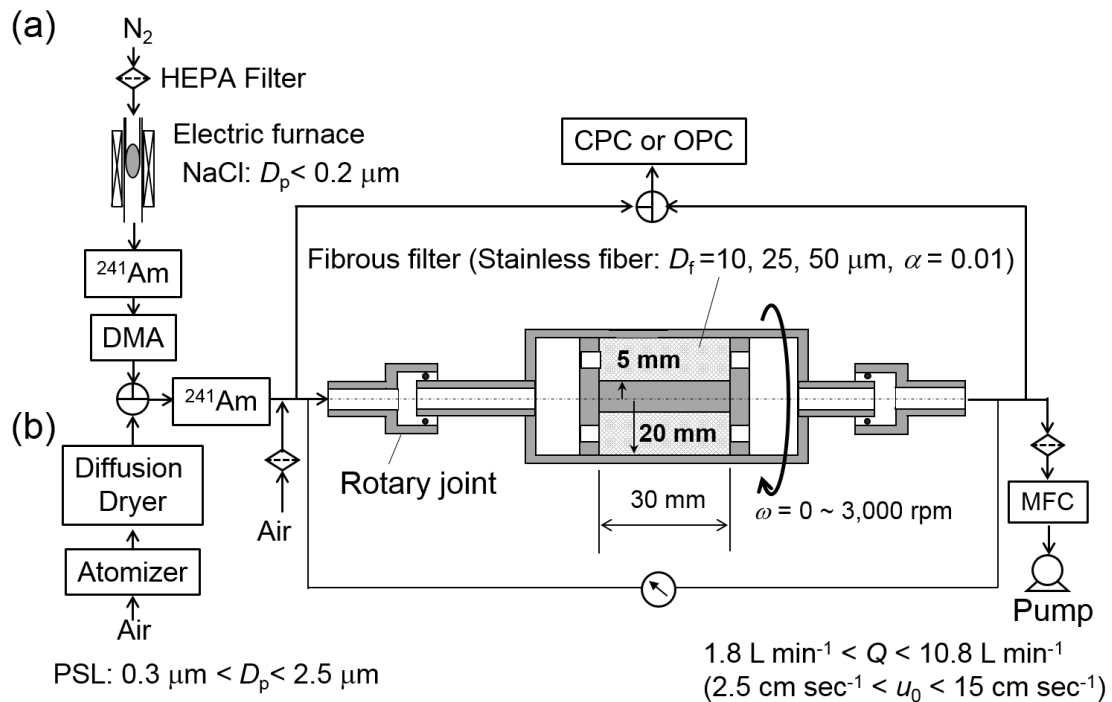 (a)
N₂
HEPA Filter
Electric furnace
NaCl: Dₚ< 0.2 μm
²⁴¹Am
DMA
²⁴¹Am
(b)
Diffusion
Dryer
Atomizer
Air
PSL: 0.3 μm < Dₚ< 2.5 μm
Air
CPC or OPC
Fibrous filter (Stainless fiber: D_f =10, 25, 50 μm, α = 0.01)
5 mm
20 mm
Rotary joint
30 mm
ω = 0 ~ 3,000 rpm
MFC
Pump
1.8 L min⁻¹ < Q < 10.8 L min⁻¹
(2.5 cm sec⁻¹ < u₀ < 15 cm sec⁻¹)